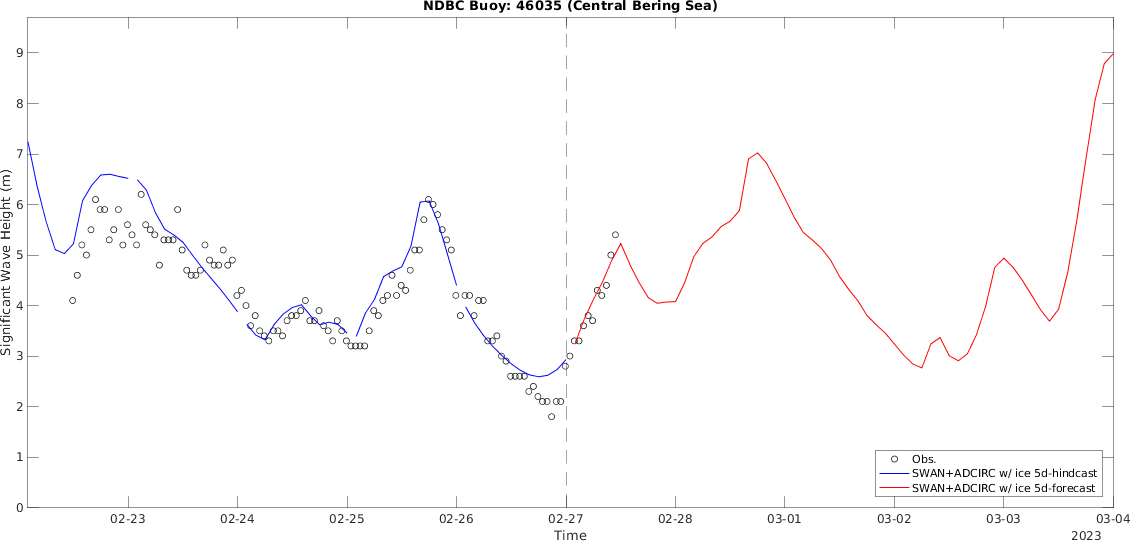 NDBC Buoy: 46035 (Central Bering Sea)
Significant Wave Height (m)
9
8
7
6
5
4
3
2
1
0
Obs.
SWAN+ADCIRC w/ ice 5d-hindcast
SWAN+ADCIRC w/ ice 5d-forecast
02-23 02-24 02-25 02-26 02-27 02-28 03-01 03-02 03-03 03-04
Time 2023